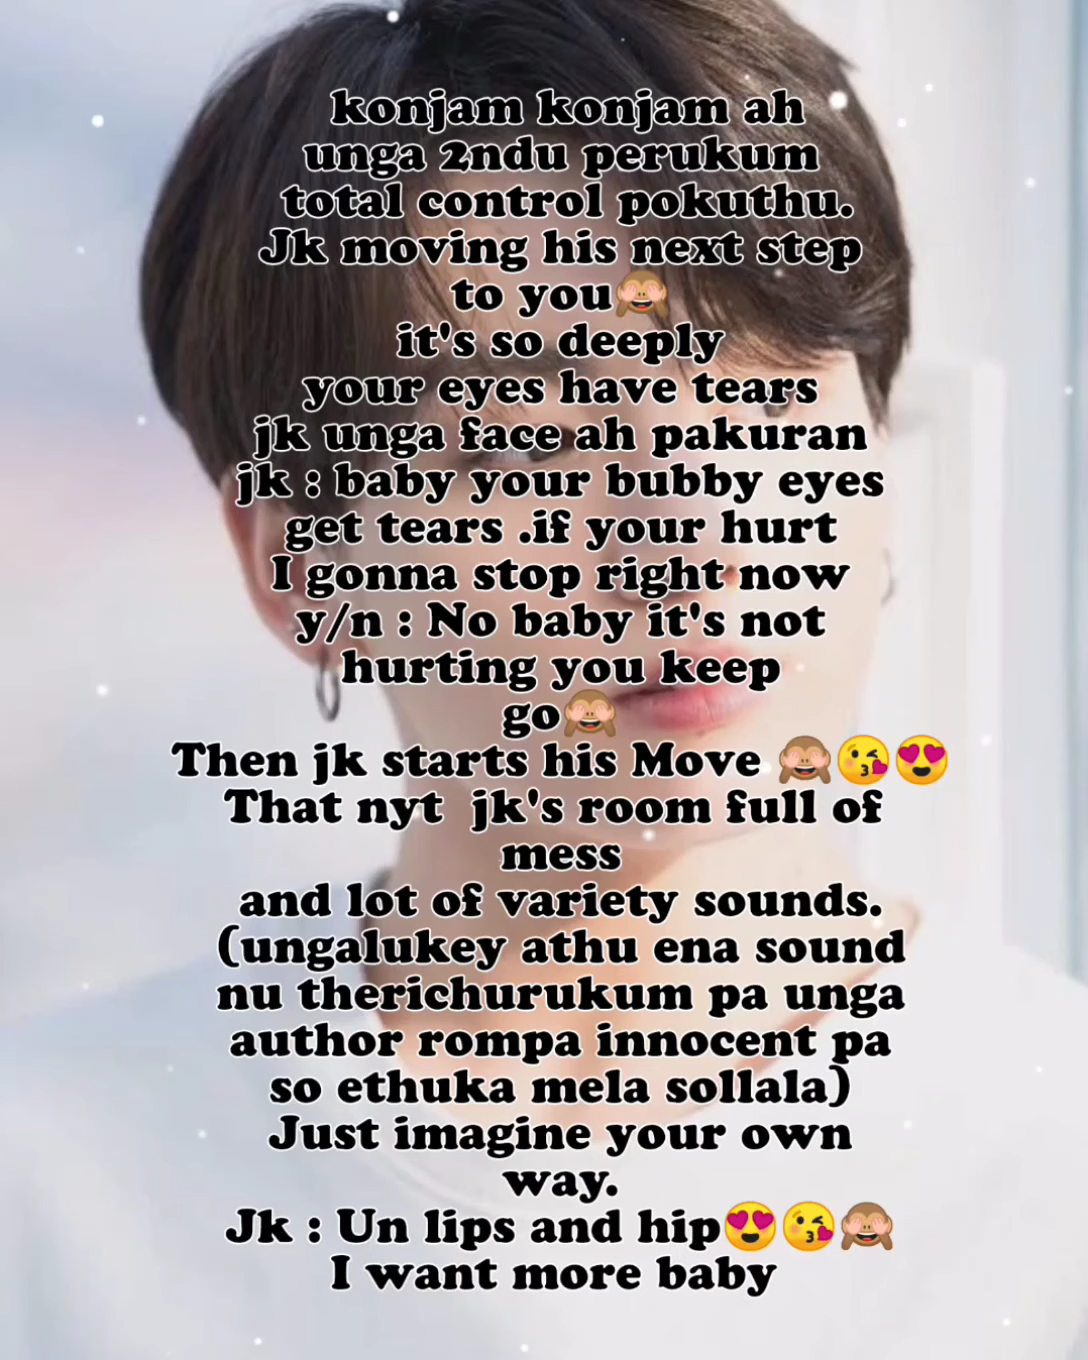 konjam konjam ah
unga 2ndu perukum
total control pokuthu.
Jk moving his next step
to you🙈
it's so deeply
your eyes have tears
jk unga face ah pakuran
jk : baby your bubby eyes
get tears .if your hurt
I gonna stop right now
y/n : No baby it's not
hurting you keep
go🙈
Then jk starts his Move 🙈😘😍
That nyt jk's room full of
mess
and lot of variety sounds.
(ungalukey athu ena sound
nu therichurukum pa unga
author rompa innocent pa
so ethuka mela sollala)
Just imagine your own
way.
Jk : Un lips and hip😍😘🙈
I want more baby